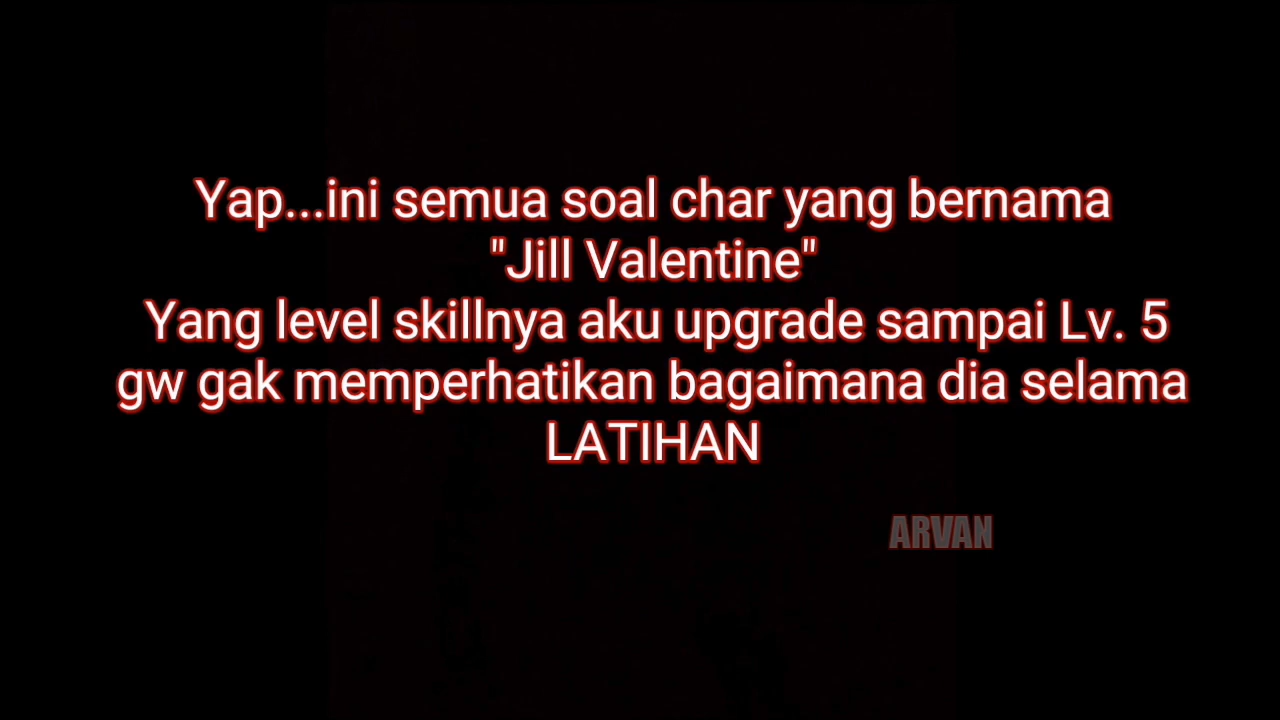 Yap...ini semua soal char yang bernama
"Jill Valentine"
Yang level skillnya aku upgrade sampai Lv. 5
gw gak memperhatikan bagaimana dia selama
LATIHAN
ARVAN